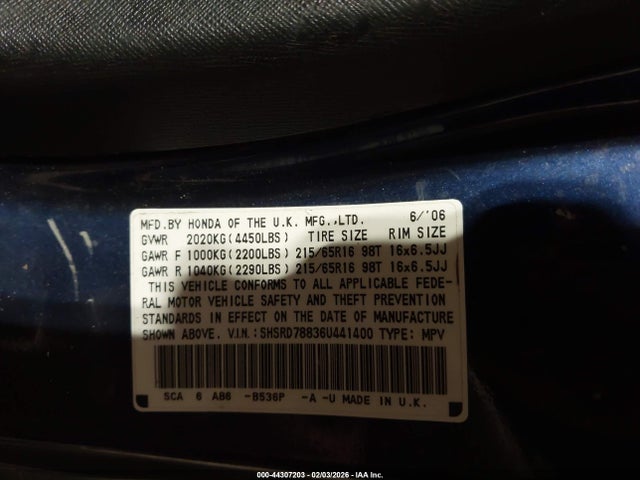 MFD.BY HONDA OF THE U.K. MFG.,LTD. 6/'06
GVWR 2020KG(4450LBS) TIRE SIZE RIM SIZE
GAWR F 1000KG(2200LBS) 215/65R16 98T 16x6.5JJ
GAWR R 1040KG(2290LBS) 215/65R16 98T 16x6.5JJ
THIS VEHICLE CONFORMS TO ALL APPLICABLE FEDE-
RAL MOTOR VEHICLE SAFETY AND THEFT PREVENTION
STANDARDS IN EFFECT ON THE DATE OF MANUFACTURE
SHOWN ABOVE. V.I.N.:SHSRD78836U441400 TYPE: MPV
SCA 6 AB6 -B536P -A -U MADE IN U.K.
000-44307203 - 02/03/2026 - IAA Inc.